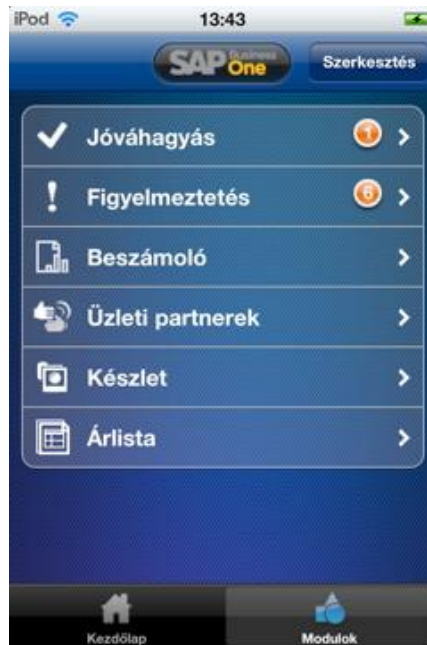 iPod 13:43
SAP Business One Szerkesztés
Jóváhagyás 1
Figyelmeztetés 6
Beszámoló
Üzleti partnerek
Készlet
Árlista
Kezdőlap Modulok